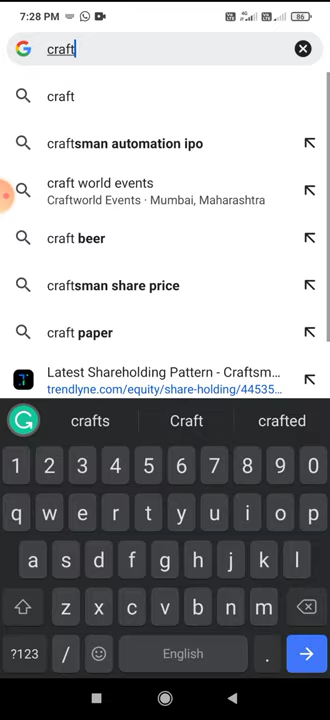 7:28 PM
86
craft
craft
craftsman automation ipo
craft world events
Craftworld Events · Mumbai, Maharashtra
craft beer
craftsman share price
craft paper
Latest Shareholding Pattern - Craftsm...
trendlyne.com/equity/share-holding/44535...
crafts Craft crafted
1 2 3 4 5 6 7 8 9 0
q w e r t y u i o p
a s d f g h j k l
z x c v b n m
?123 / English .